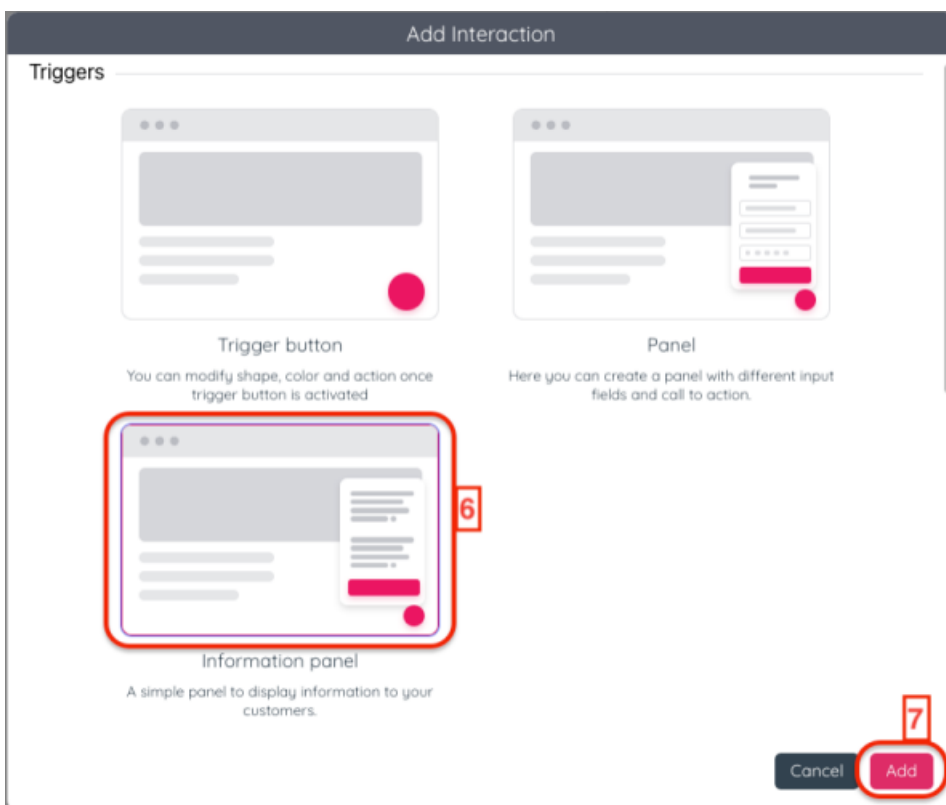 Add Interaction
Triggers
Trigger button
You can modify shape, color and action once
trigger button is activated
Panel
Here you can create a panel with different input
fields and call to action.
6
Information panel
A simple panel to display information to your
customers.
7
Cancel
Add